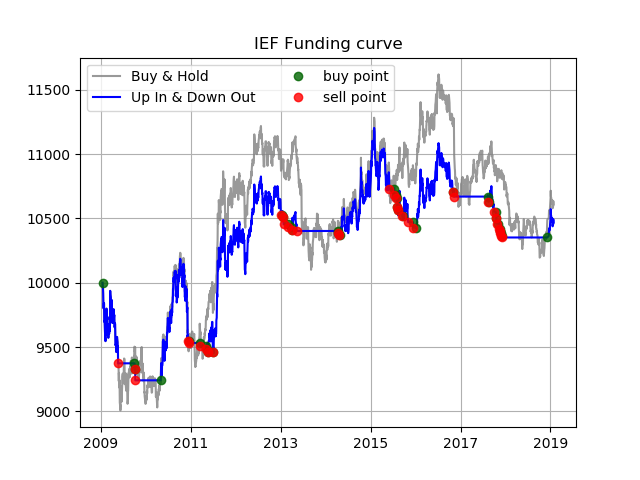 IEF Funding curve
Buy & Hold
Up In & Down Out
buy point
sell point
11500
11000
10500
10000
9500
9000
2009 2011 2013 2015 2017 2019